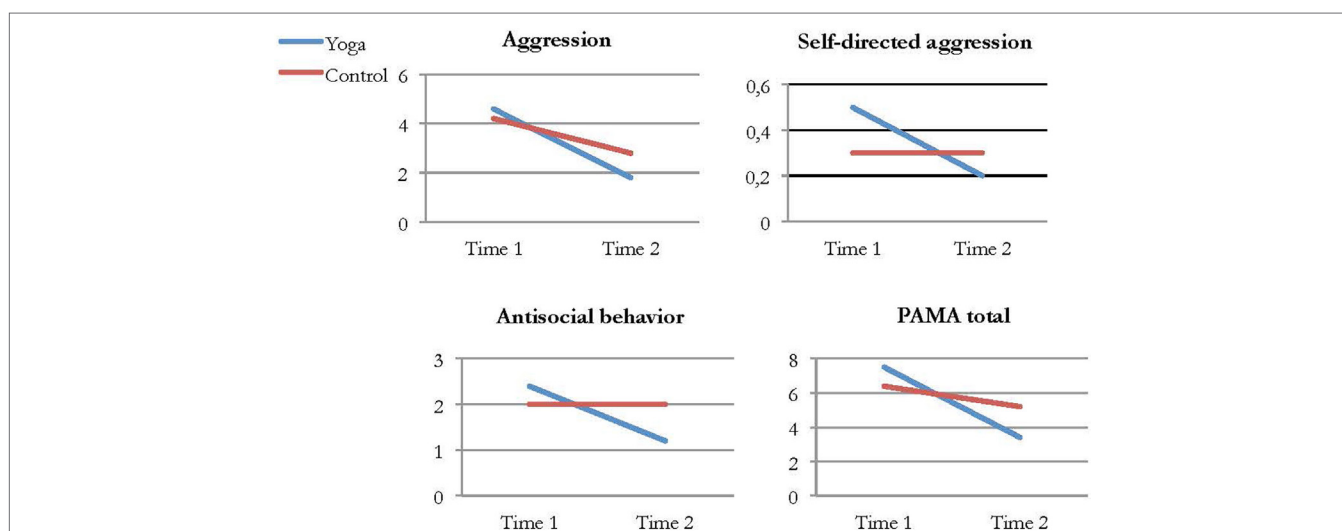 Yoga
Control
Aggression
6
4
2
0
Time 1 Time 2
Self-directed aggression
0,6
0,4
0,2
0
Time 1 Time 2
Antisocial behavior
3
2
1
0
Time 1 Time 2
PAMA total
8
6
4
2
0
Time 1 Time 2